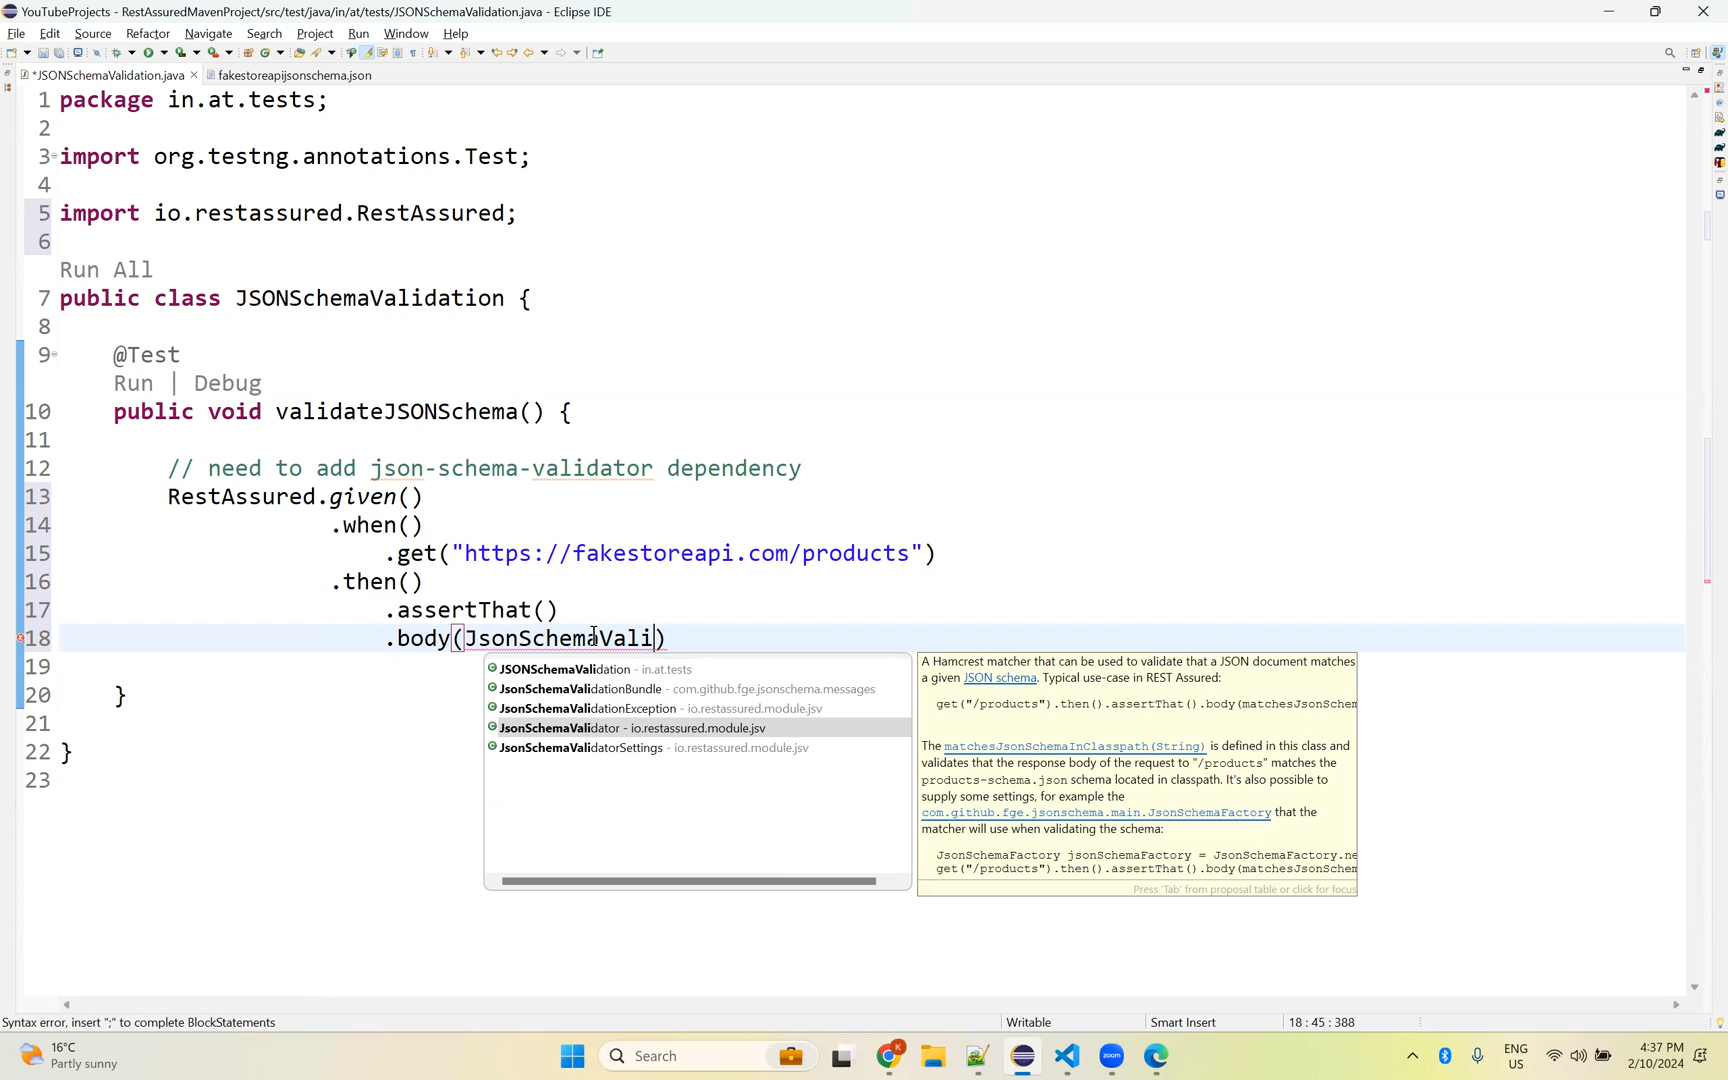 YouTubeProjects - RestAssuredMavenProject/src/test/java/in/at/tests/JSONSchemaValidation.java - Eclipse IDE
File Edit Source Refactor Navigate Search Project Run Window Help
*JSONSchemaValidation.java fakestoreapijsonschema.json
1 package in.at.tests;
2
3 import org.testng.annotations.Test;
4
5 import io.restassured.RestAssured;
6
Run All
7 public class JSONSchemaValidation {
8
9 @Test
Run | Debug
10 public void validateJSONSchema() {
11
12 // need to add json-schema-validator dependency
13 RestAssured.given()
14 .when()
15 .get("https://fakestoreapi.com/products")
16 .then()
17 .assertThat()
18 .body(JsonSchemaVali)
19
20 }
21
22 }
23
JSONSchemaValidation - in.at.tests
JsonSchemaValidationBundle - com.github.fge.jsonschema.messages
JsonSchemaValidationException - io.restassured.module.jsv
JsonSchemaValidator - io.restassured.module.jsv
JsonSchemaValidatorSettings - io.restassured.module.jsv
A Hamcrest matcher that can be used to validate that a JSON document matches
a given JSON schema. Typical use-case in REST Assured:
get("/products").then().assertThat().body(matchesJsonSchem
The matchesJsonSchemaInClasspath(String) is defined in this class and
validates that the response body of the request to "/products" matches the
products-schema.json schema located in classpath. It's also possible to
supply some settings, for example the
com.github.fge.jsonschema.main.JsonSchemaFactory that the
matcher will use when validating the schema:
JsonSchemaFactory jsonSchemaFactory = JsonSchemaFactory.ne
get("/products").then().assertThat().body(matchesJsonSchem
Press 'Tab' from proposal table or click for focus
Syntax error, insert ";" to complete BlockStatements Writable Smart Insert 18 : 45 : 388
16°C
Partly sunny
Search
zoom
ENG
US
4:37 PM
2/10/2024